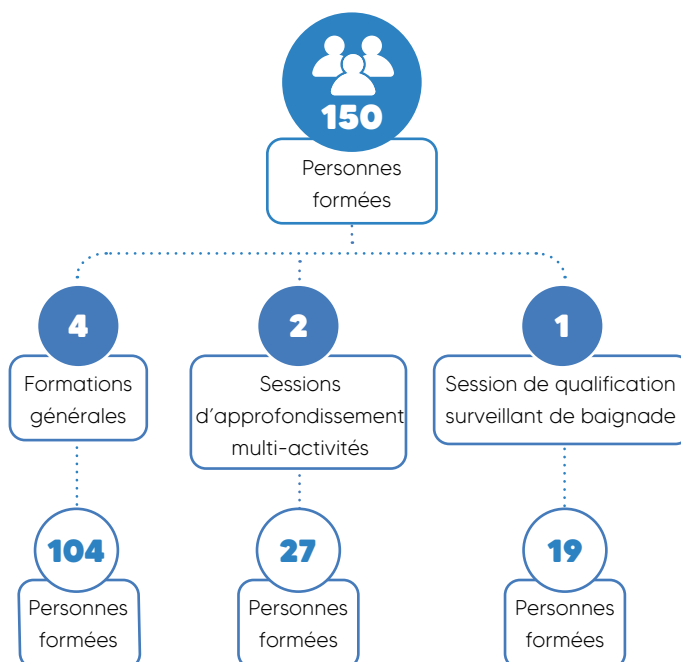 150
Personnes
formées
4
Formations
générales
2
Sessions
d'approfondissement
multi-activités
1
Session de qualification
surveillant de baignade
104
Personnes
formées
27
Personnes
formées
19
Personnes
formées